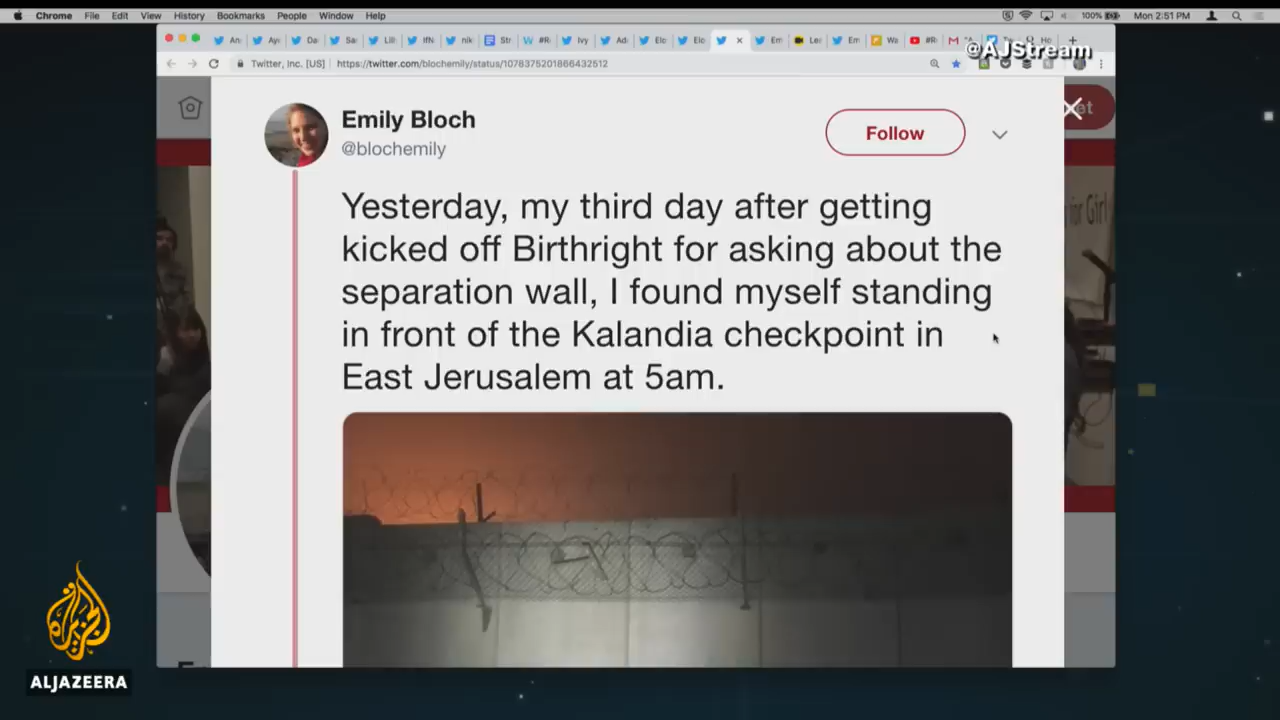 Chrome File Edit View History Bookmarks People Window Help
100% Mon 2:51 PM
@AJStream
Twitter, Inc. [US] https://twitter.com/blochemily/status/1078375201866432512
Emily Bloch
@blochemily
Follow
Yesterday, my third day after getting
kicked off Birthright for asking about the
separation wall, I found myself standing
in front of the Kalandia checkpoint in
East Jerusalem at 5am.
الجزيرة
ALJAZEERA